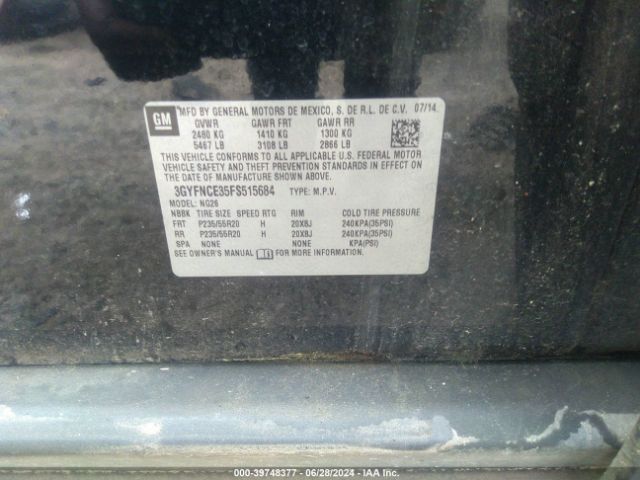 GM
MFD BY GENERAL MOTORS DE MEXICO, S. DE R.L. DE C.V. 07/14
GVWR GAWR FRT GAWR RR
2480 KG 1410 KG 1300 KG
5467 LB 3108 LB 2866 LB
THIS VEHICLE CONFORMS TO ALL APPLICABLE U.S. FEDERAL MOTOR
VEHICLE SAFETY AND THEFT PREVENTION STANDARDS IN EFFECT ON
THE DATE OF MANUFACTURE SHOWN ABOVE.
3GYFNCE35FS515684 TYPE: M.P.V.
MODEL: NG26
NBBK TIRE SIZE SPEED RTG RIM COLD TIRE PRESSURE
FRT P235/55R20 H 20X8J 240KPA(35PSI)
RR P235/55R20 H 20X8J 240KPA(35PSI)
SPA NONE NONE KPA(PSI)
SEE OWNER'S MANUAL FOR MORE INFORMATION.
000-39748377 - 06/28/2024 - IAA Inc.